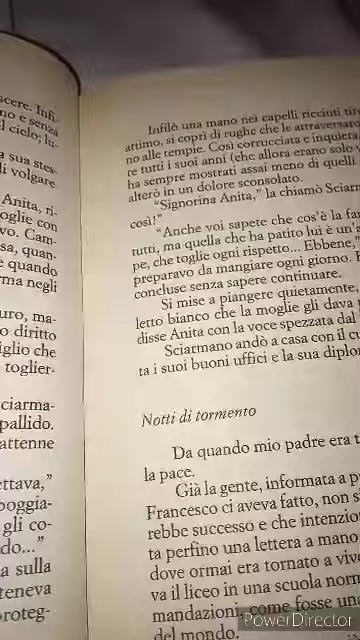 scere. Infi-
no e senza
l cielo; lu-
a sua stes-
di volgare
Anita, ri-
oglie con
vo. Cam-
sa, quan-
e quando
rma negli
uro, ma-
o diritto
iglio che
toglier-
ciarma-
pallido.
attenne
ettava,”
poggia-
gli co-
do...”
a sulla
teneva
proteg-
Infilò una mano nei capelli ricciuti
attimo, si coprì di rughe che le attraversaro
no alle tempie. Così corrucciata e inquieta
re tutti i suoi anni (che allora erano solo
ha sempre mostrati assai meno di quelli
alterò in un dolore sconsolato.
“Signorina Anita,” la chiamò Sciarm
così!”
“Anche voi sapete che cos'è la fa
tutti, ma quella che ha patito lui è un'a
pe, che toglie ogni rispetto... Ebbene,”
preparavo da mangiare ogni giorno.
concluse senza sapere continuare.
Si mise a piangere quietamente,
letto bianco che la moglie gli dava
disse Anita con la voce spezzata dal
Sciarmano andò a casa con il cu
ta i suoi buoni uffici e la sua diplo
Notti di tormento
Da quando mio padre era t
la pace.
Già la gente, informata a p
Francesco ci aveva fatto, non s
rebbe successo e che intenzio
ta perfino una lettera a mano
dove ormai era tornato a viv
va il liceo in una scuola norm
mandazioni, come fosse un
del mondo.
PowerDirector